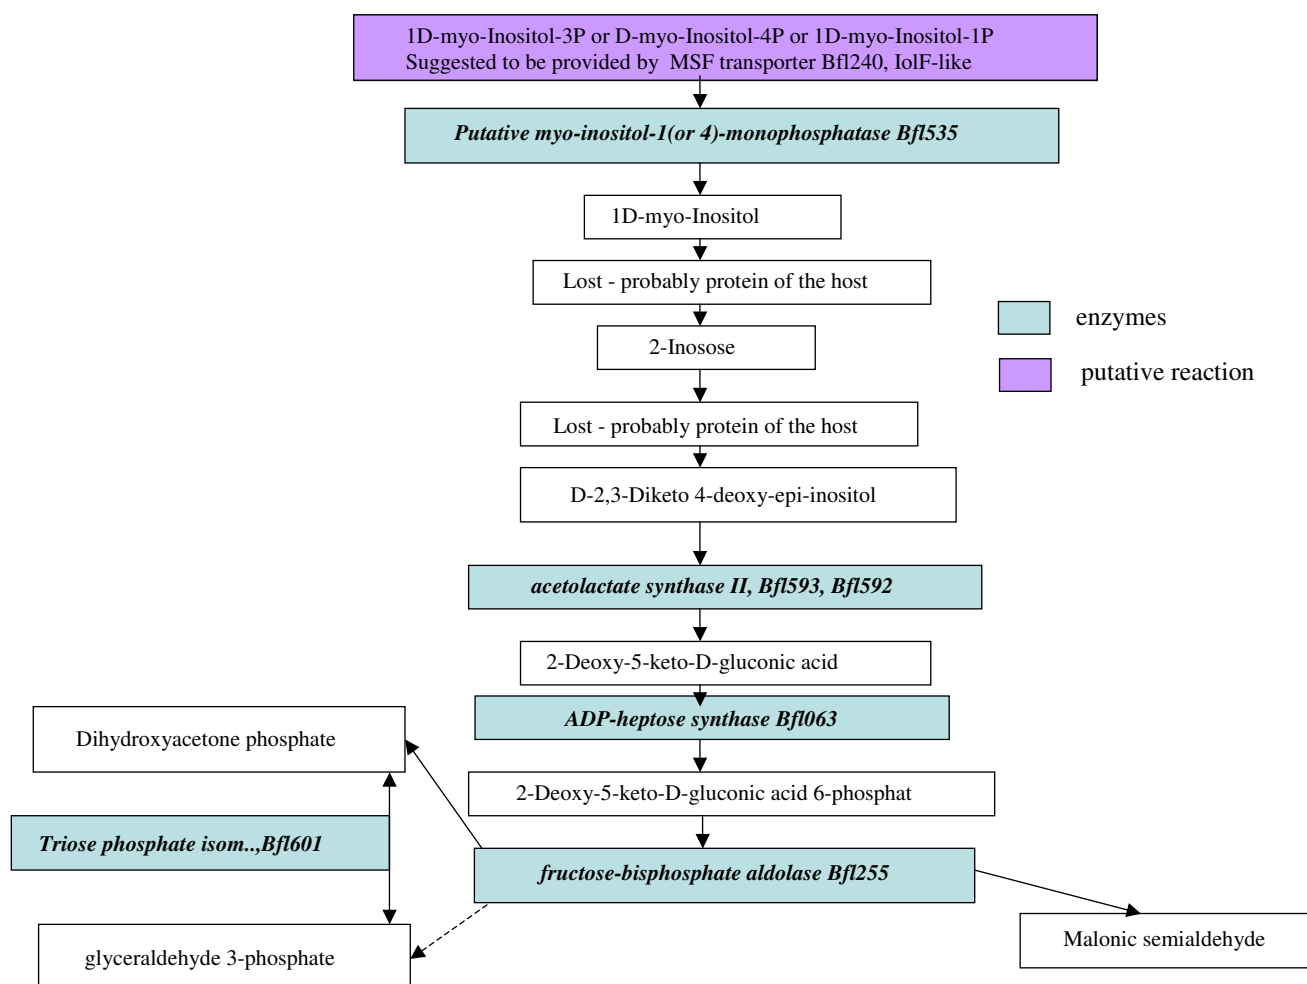 1D-myo-Inositol-3P or D-myo-Inositol-4P or 1D-myo-Inositol-1P
Suggested to be provided by MSF transporter Bfl240, IolF-like
Putative myo-inositol-1(or 4)-monophosphatase Bfl535
1D-myo-Inositol
Lost - probably protein of the host
enzymes
2-Inosose
putative reaction
Lost - probably protein of the host
D-2,3-Diketo 4-deoxy-epi-inositol
acetolactate synthase II, Bfl593, Bfl592
2-Deoxy-5-keto-D-gluconic acid
ADP-heptose synthase Bfl063
Dihydroxyacetone phosphate
2-Deoxy-5-keto-D-gluconic acid 6-phosphat
Triose phosphate isom..,Bfl601
fructose-bisphosphate aldolase Bfl255
Malonic semialdehyde
glyceraldehyde 3-phosphate